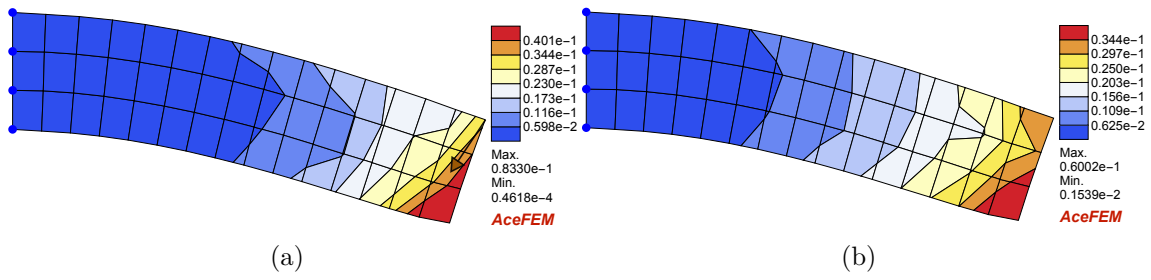 0.401e-1
0.344e-1
0.287e-1
0.230e-1
0.173e-1
0.116e-1
0.598e-2
Max.
0.8330e-1
Min.
0.4618e-4
AceFEM
(a)
0.344e-1
0.297e-1
0.250e-1
0.203e-1
0.156e-1
0.109e-1
0.625e-2
Max.
0.6002e-1
Min.
0.1539e-2
AceFEM
(b)